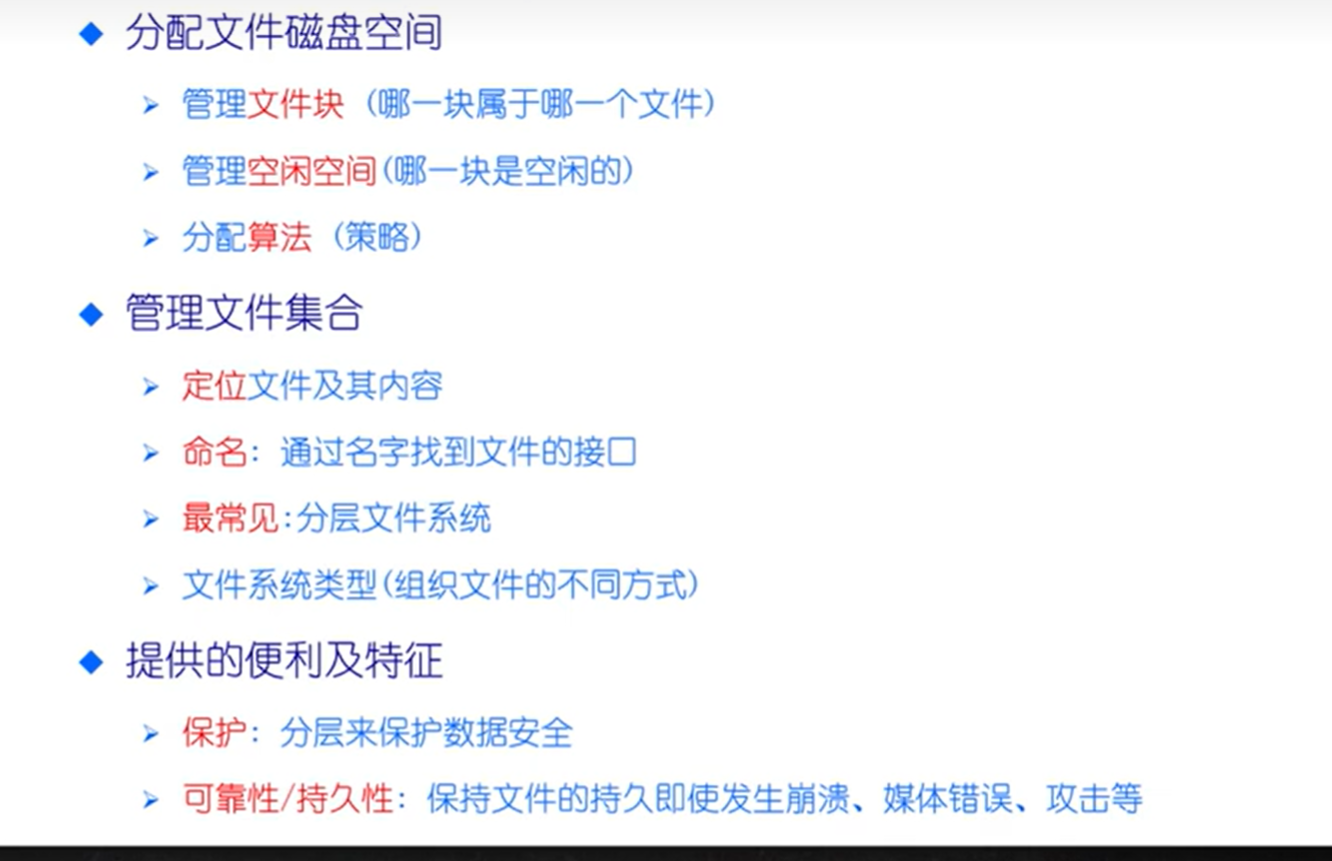 ◆ 分配文件磁盘空间
➢ 管理文件块 (哪一块属于哪一个文件)
➢ 管理空闲空间(哪一块是空闲的)
➢ 分配算法 (策略)
◆ 管理文件集合
➢ 定位文件及其内容
➢ 命名: 通过名字找到文件的接口
➢ 最常见:分层文件系统
➢ 文件系统类型(组织文件的不同方式)
◆ 提供的便利及特征
➢ 保护: 分层来保护数据安全
➢ 可靠性/持久性: 保持文件的持久即使发生崩溃、媒体错误、攻击等